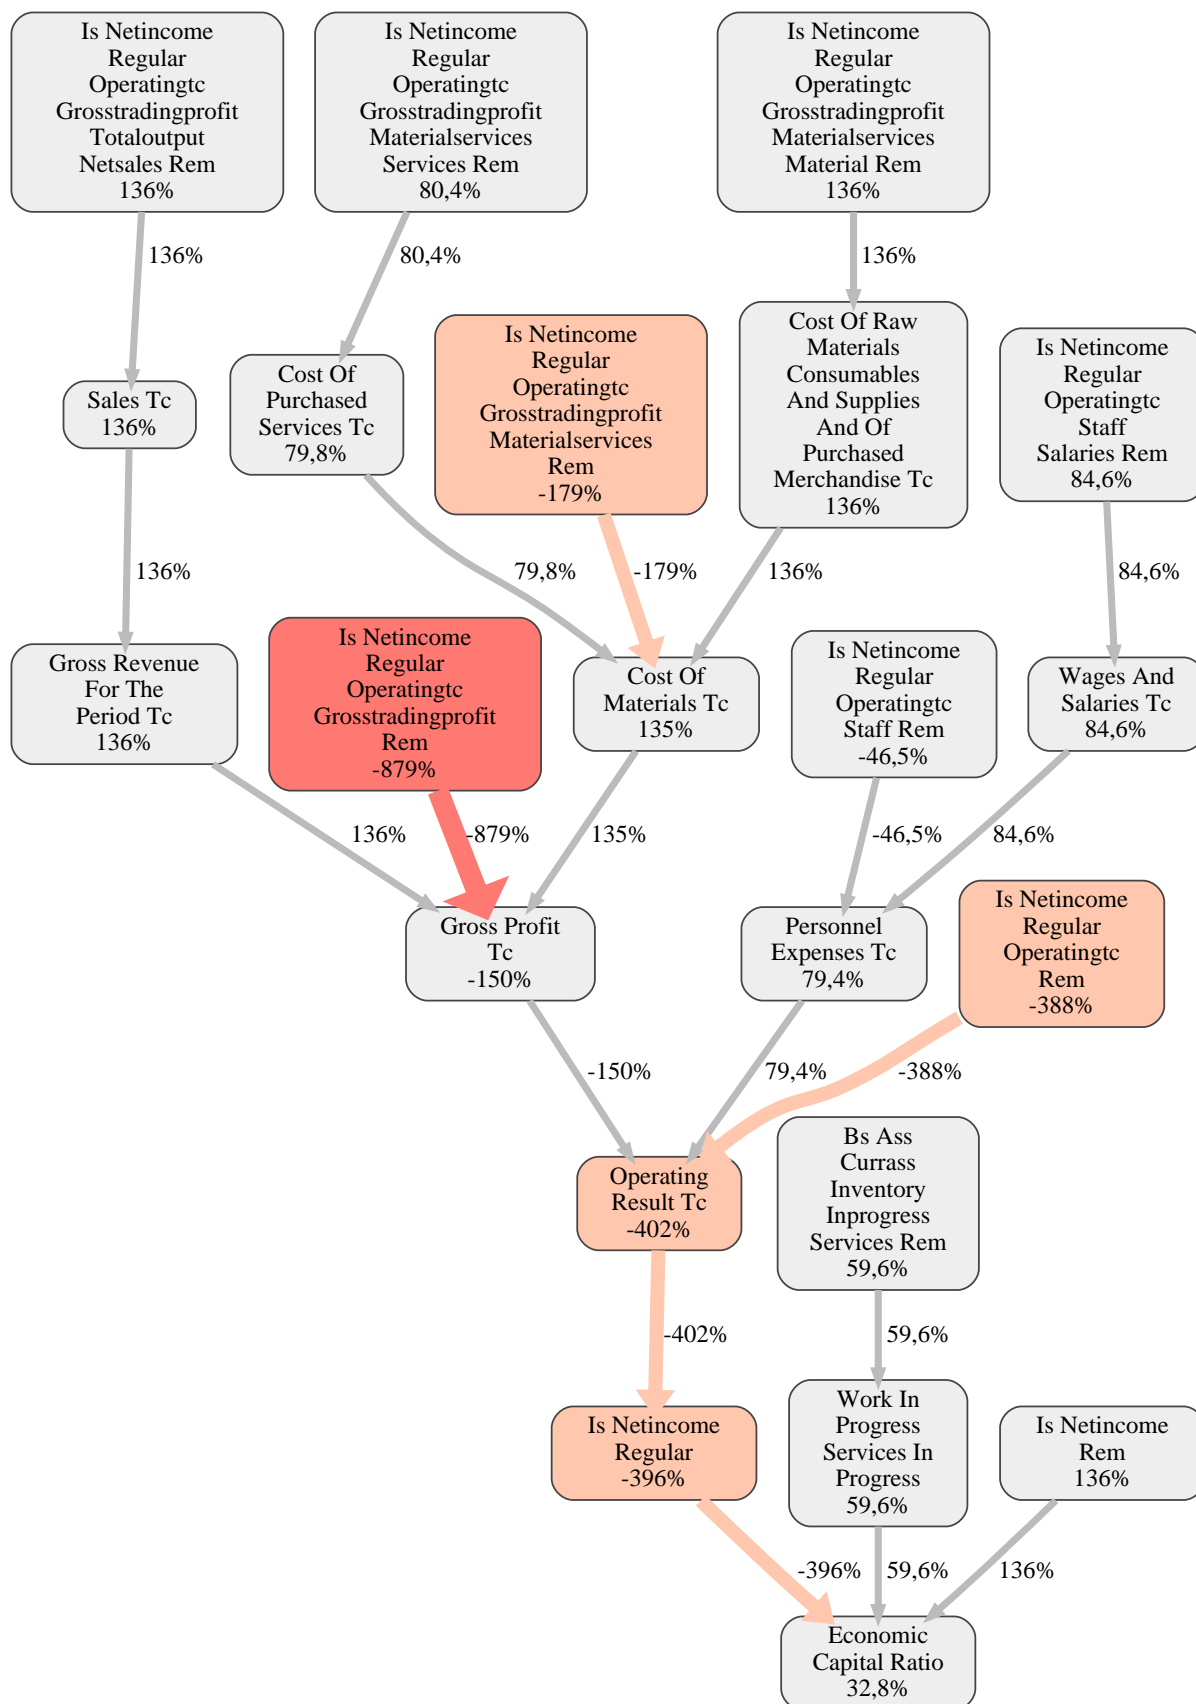 Is Netincome
Regular
Operatingtc
Grosstradingprofit
Totaloutput
Netsales Rem
136%
Is Netincome
Regular
Operatingtc
Grosstradingprofit
Materialservices
Services Rem
80,4%
Is Netincome
Regular
Operatingtc
Grosstradingprofit
Materialservices
Material Rem
136%
136%
80,4%
136%
Sales Tc
136%
Cost Of
Purchased
Services Tc
79,8%
Is Netincome
Regular
Operatingtc
Grosstradingprofit
Materialservices
Rem
-179%
Cost Of Raw
Materials
Consumables
And Supplies
And Of
Purchased
Merchandise Tc
136%
Is Netincome
Regular
Operatingtc
Staff
Salaries Rem
84,6%
136%
79,8%
-179%
136%
84,6%
Gross Revenue
For The
Period Tc
136%
Is Netincome
Regular
Operatingtc
Grosstradingprofit
Rem
-879%
Cost Of
Materials Tc
135%
Is Netincome
Regular
Operatingtc
Staff Rem
-46,5%
Wages And
Salaries Tc
84,6%
136%
-879%
135%
-46,5%
84,6%
Gross Profit
Tc
-150%
Personnel
Expenses Tc
79,4%
Is Netincome
Regular
Operatingtc
Rem
-388%
-150%
79,4%
-388%
Operating
Result Tc
-402%
Bs Ass
Currass
Inventory
Inprogress
Services Rem
59,6%
-402%
59,6%
Is Netincome
Regular
-396%
Work In
Progress
Services In
Progress
59,6%
Is Netincome
Rem
136%
-396%
59,6%
136%
Economic
Capital Ratio
32,8%